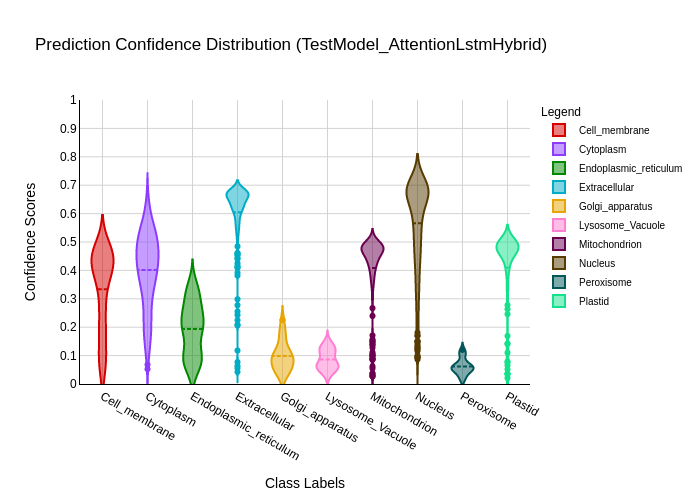 Prediction Confidence Distribution (TestModel_AttentionLstmHybrid)
Legend
Cell_membrane
Cytoplasm
Endoplasmic_reticulum
Extracellular
Golgi_apparatus
Lysosome_Vacuole
Mitochondrion
Nucleus
Peroxisome
Plastid
Confidence Scores
1
0.9
0.8
0.7
0.6
0.5
0.4
0.3
0.2
0.1
0
Cell_membrane
Cytoplasm
Endoplasmic_reticulum
Extracellular
Golgi_apparatus
Lysosome_Vacuole
Mitochondrion
Nucleus
Peroxisome
Plastid
Class Labels